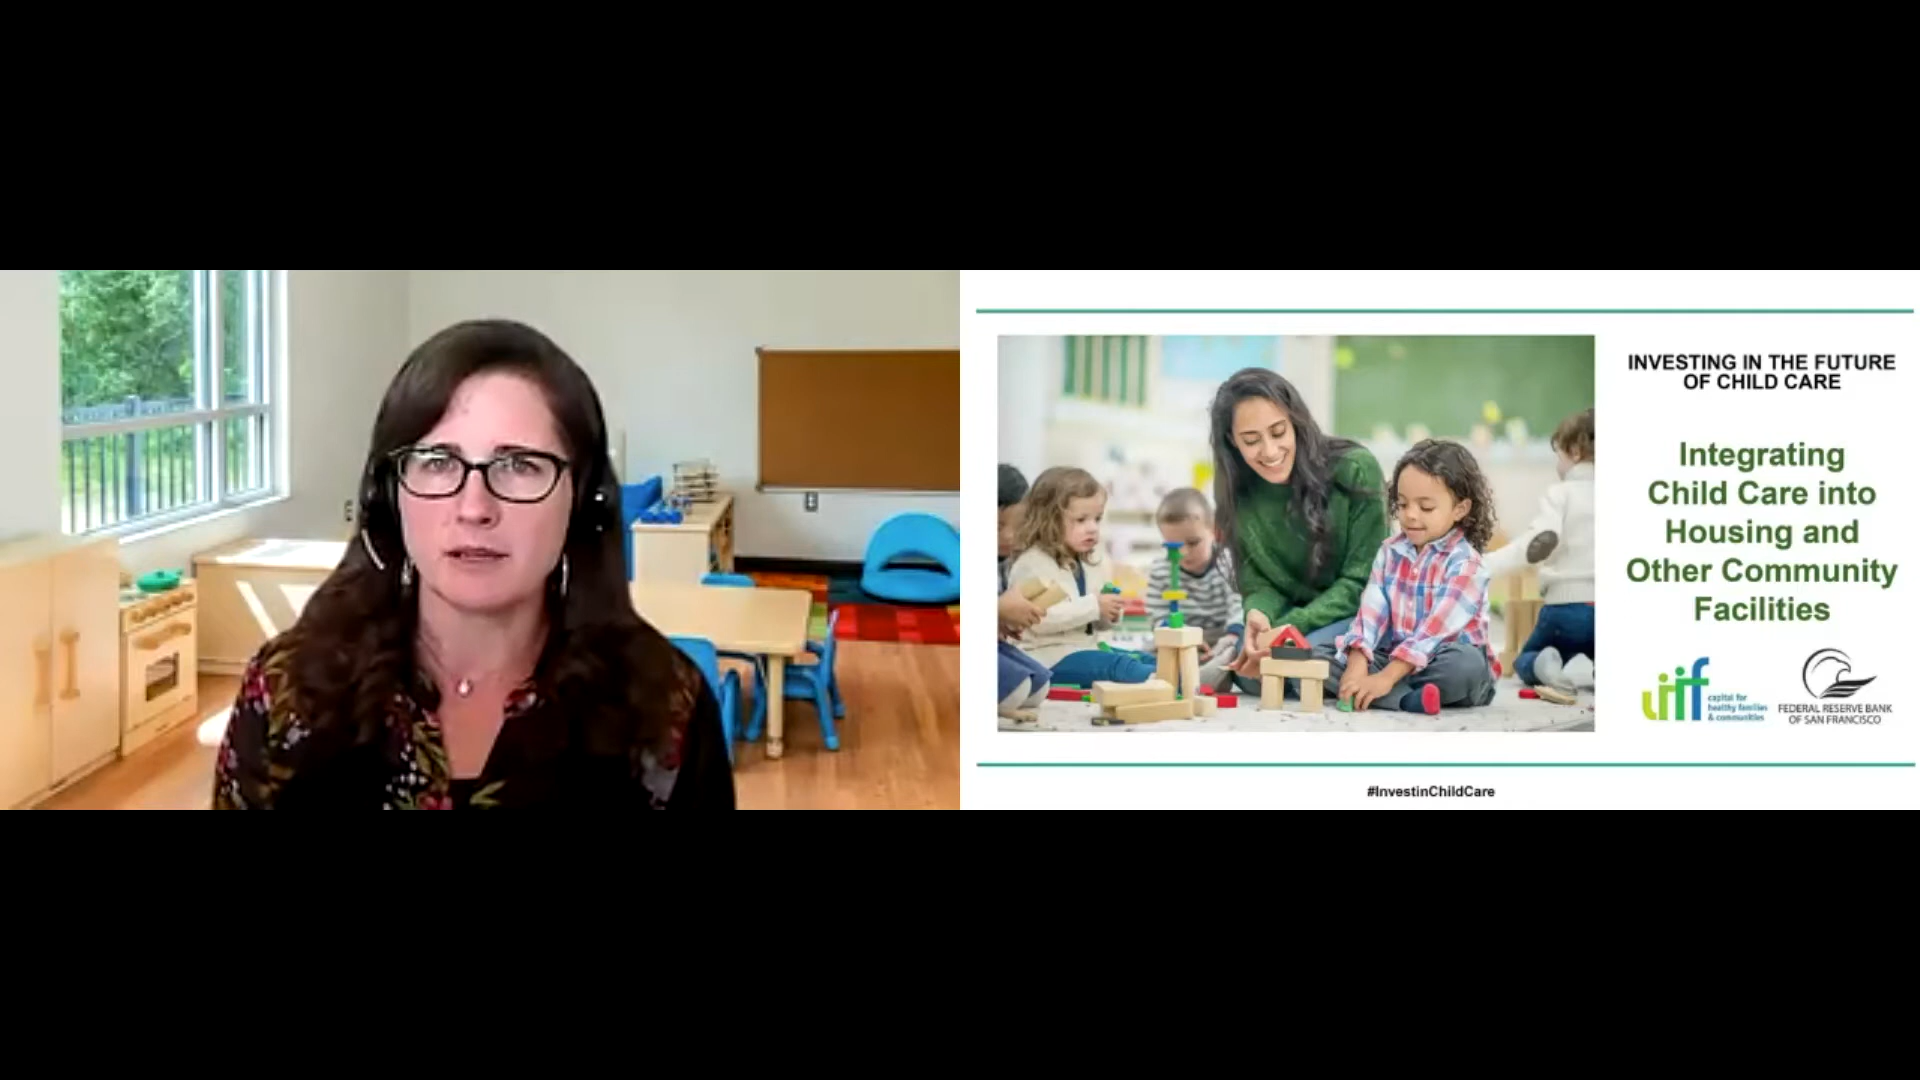 INVESTING IN THE FUTURE
OF CHILD CARE
Integrating
Child Care into
Housing and
Other Community
Facilities
liif
capital for
healthy families
& communities
FEDERAL RESERVE BANK
OF SAN FRANCISCO
#InvestinChildCare